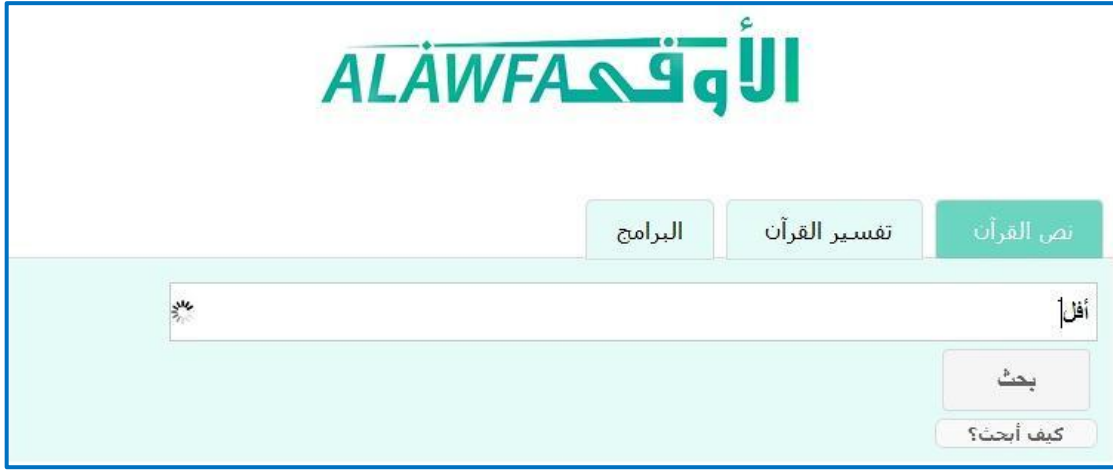 الأوفى ALAWFA
نص القرآن تفسير القرآن البرامج
أفل
بحث
كيف أبحث؟